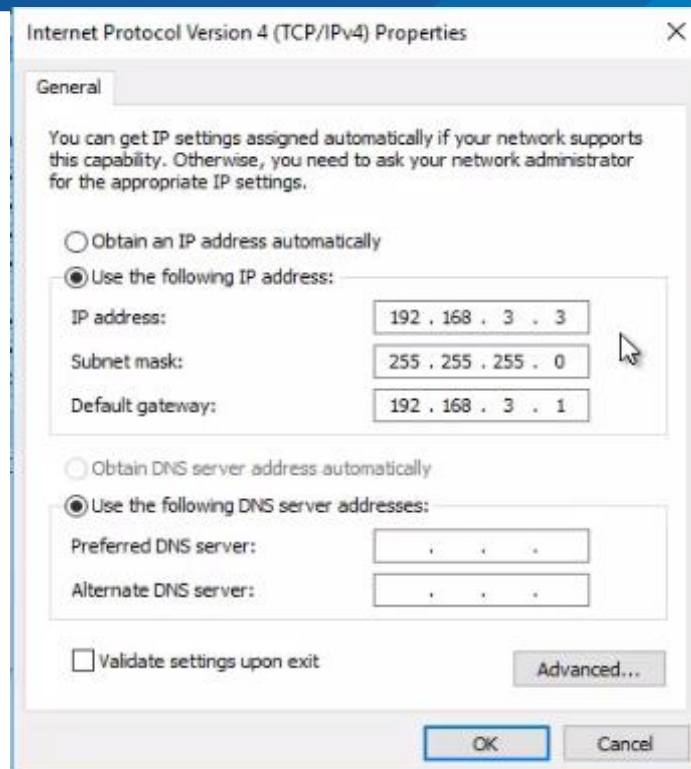 Internet Protocol Version 4 (TCP/IPv4) Properties
General
You can get IP settings assigned automatically if your network supports
this capability. Otherwise, you need to ask your network administrator
for the appropriate IP settings.
Obtain an IP address automatically
Use the following IP address:
IP address: 192 . 168 . 3 . 3
Subnet mask: 255 . 255 . 255 . 0
Default gateway: 192 . 168 . 3 . 1
Obtain DNS server address automatically
Use the following DNS server addresses:
Preferred DNS server: . . .
Alternate DNS server: . . .
Validate settings upon exit
Advanced...
OK Cancel